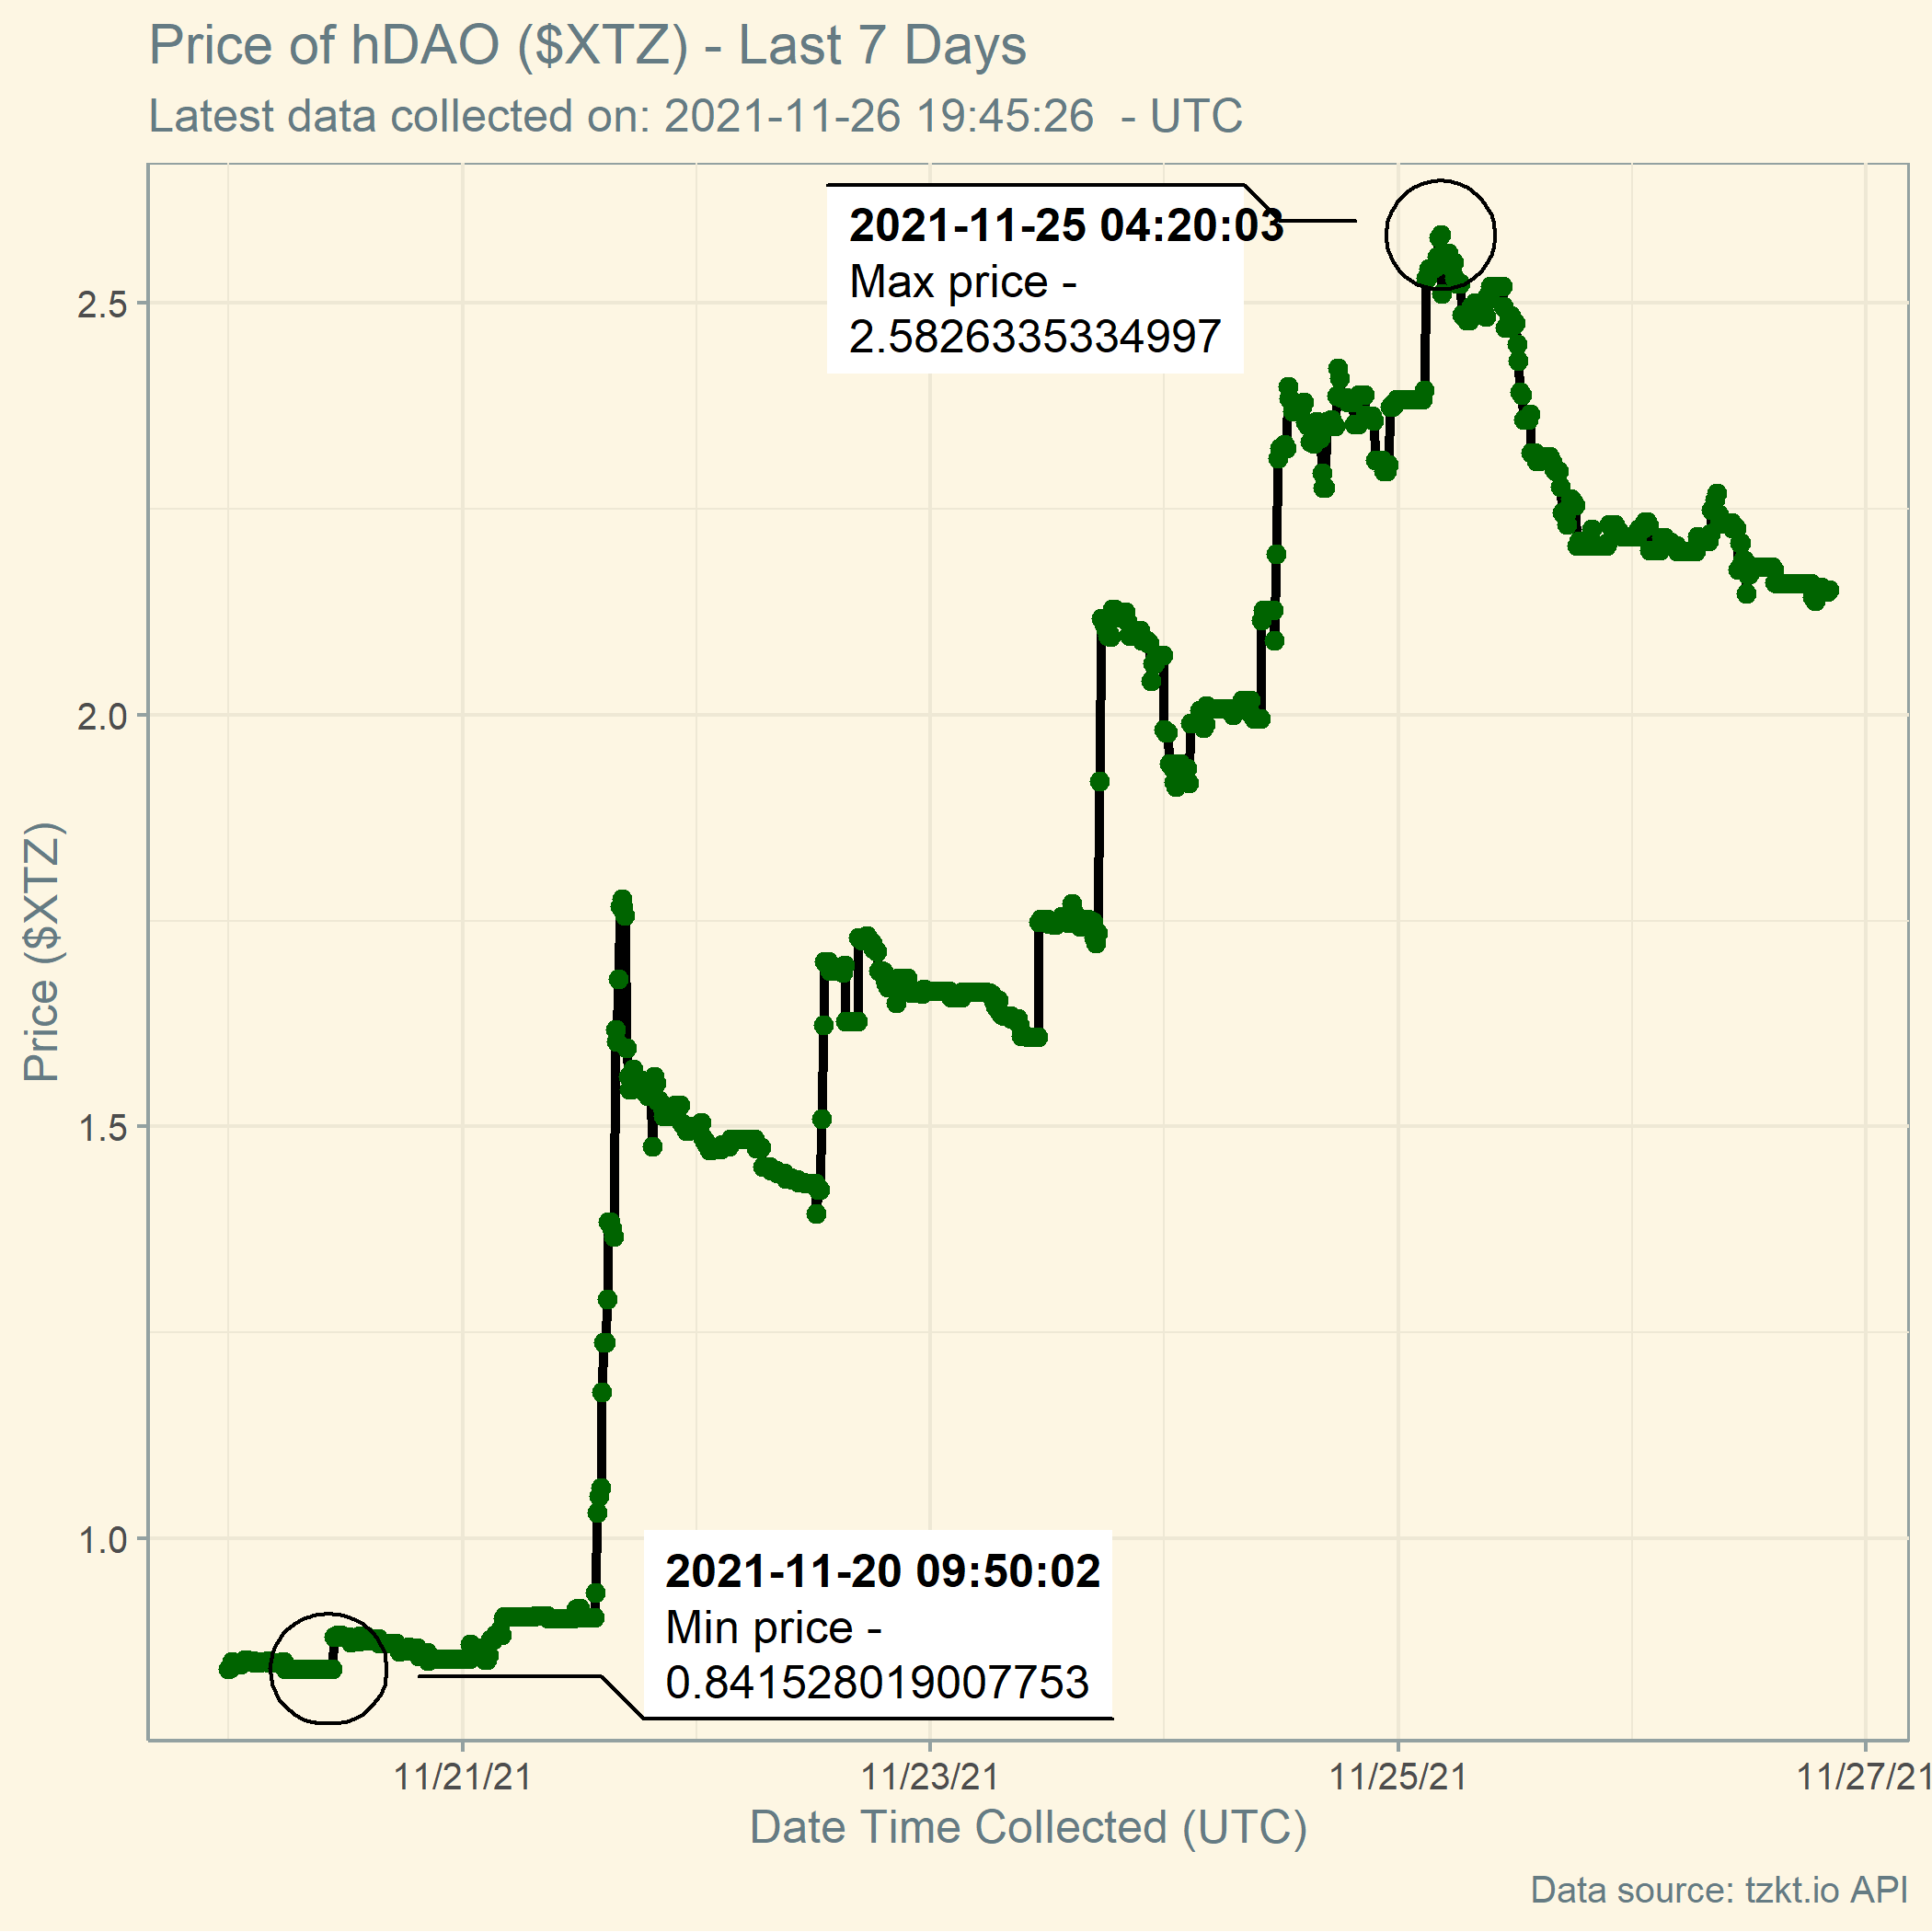 Price of hDAO ($XTZ) - Last 7 Days
Latest data collected on: 2021-11-26 19:45:26  - UTC
2021-11-25 04:20:03
Max price -
2.5826335334997
2.5
2.0
1.5
1.0
Price ($XTZ)
2021-11-20 09:50:02
Min price -
0.841528019007753
11/21/21
11/23/21
11/25/21
11/27/21
Date Time Collected (UTC)
Data source: tzkt.io API